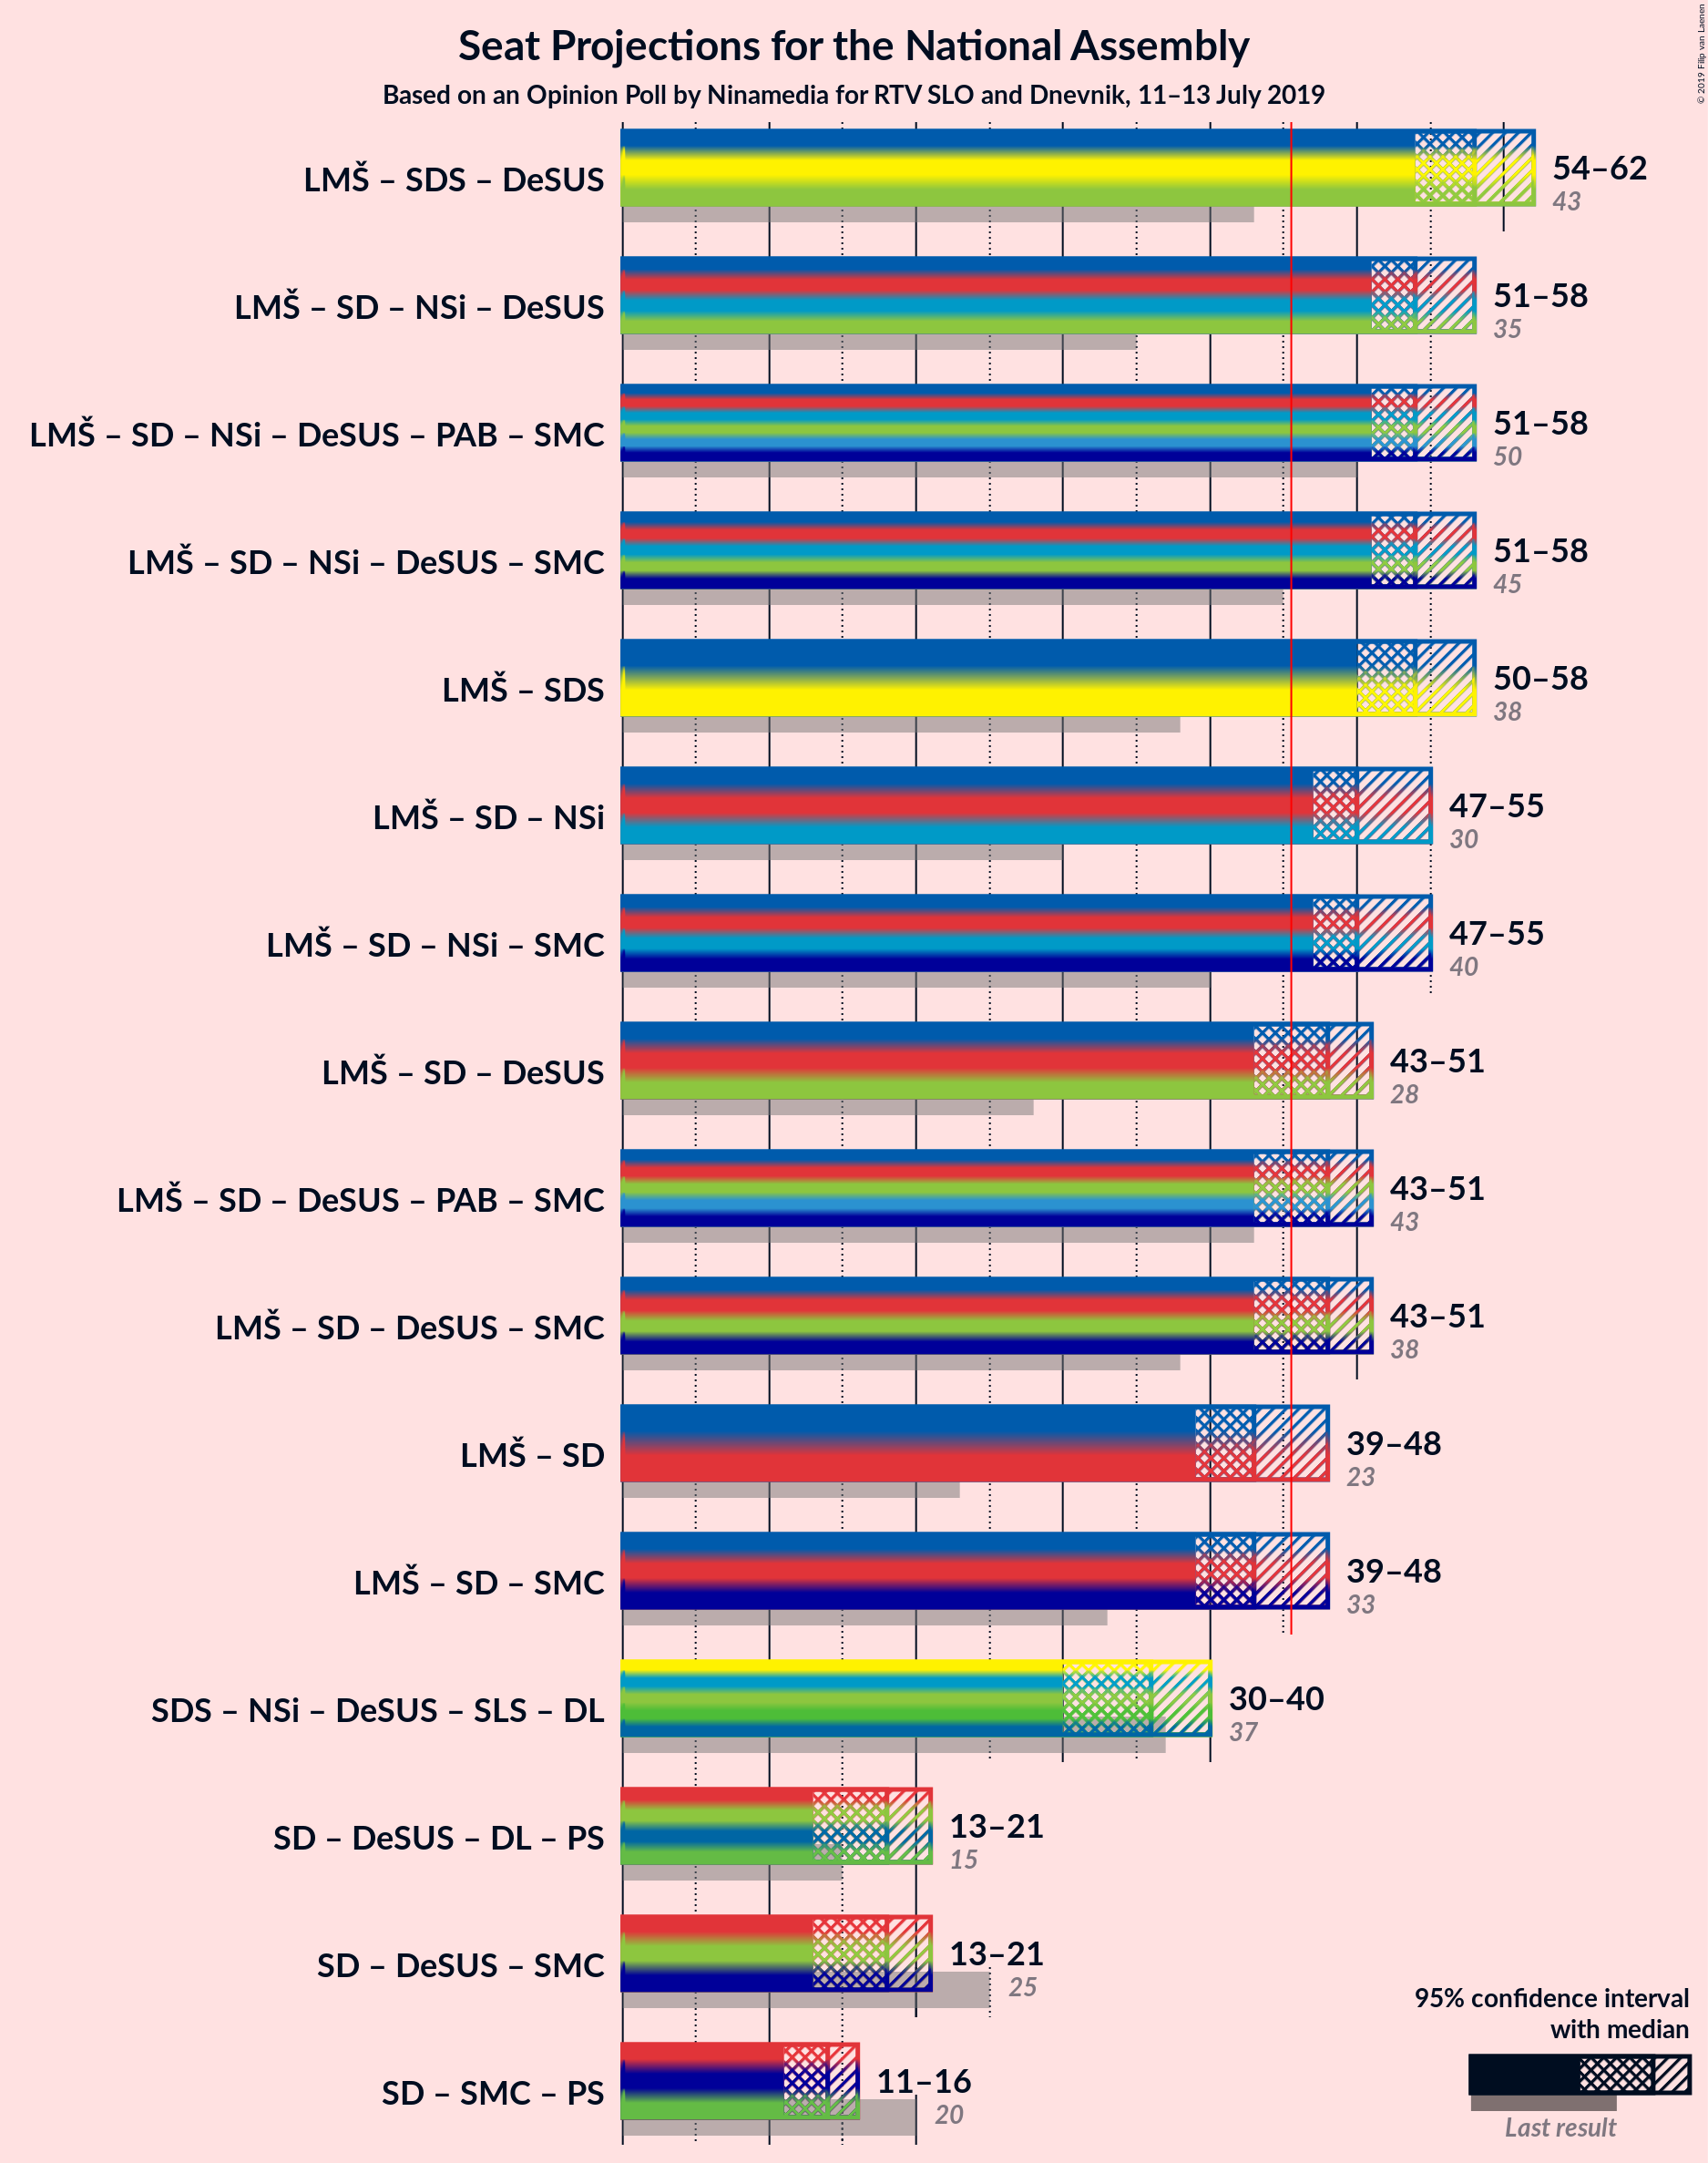 Seat Projections for the National Assembly
Based on an Opinion Poll by Ninamedia for RTV SLO and Dnevnik, 11–13 July 2019
© 2019 Filip van Laenen
LMŠ – SDS – DeSUS
54–62
43
LMŠ – SD – NSi – DeSUS
51–58
35
LMŠ – SD – NSi – DeSUS – PAB – SMC
51–58
50
LMŠ – SD – NSi – DeSUS – SMC
51–58
45
LMŠ – SDS
50–58
38
LMŠ – SD – NSi
47–55
30
LMŠ – SD – NSi – SMC
47–55
40
LMŠ – SD – DeSUS
43–51
28
LMŠ – SD – DeSUS – PAB – SMC
43–51
43
LMŠ – SD – DeSUS – SMC
43–51
38
LMŠ – SD
39–48
23
LMŠ – SD – SMC
39–48
33
SDS – NSi – DeSUS – SLS – DL
30–40
37
SD – DeSUS – DL – PS
13–21
15
SD – DeSUS – SMC
13–21
25
SD – SMC – PS
11–16
20
95% confidence interval
with median
Last result